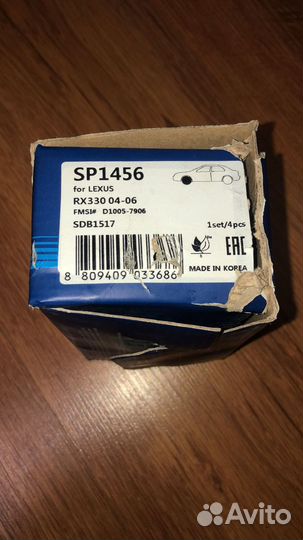 SP1456
for LEXUS
RX330 04-06
FMSI# D1005-7906
SDB1517
1set/4pcs
EAC
8 809409 033686
MADE IN KOREA
Avito